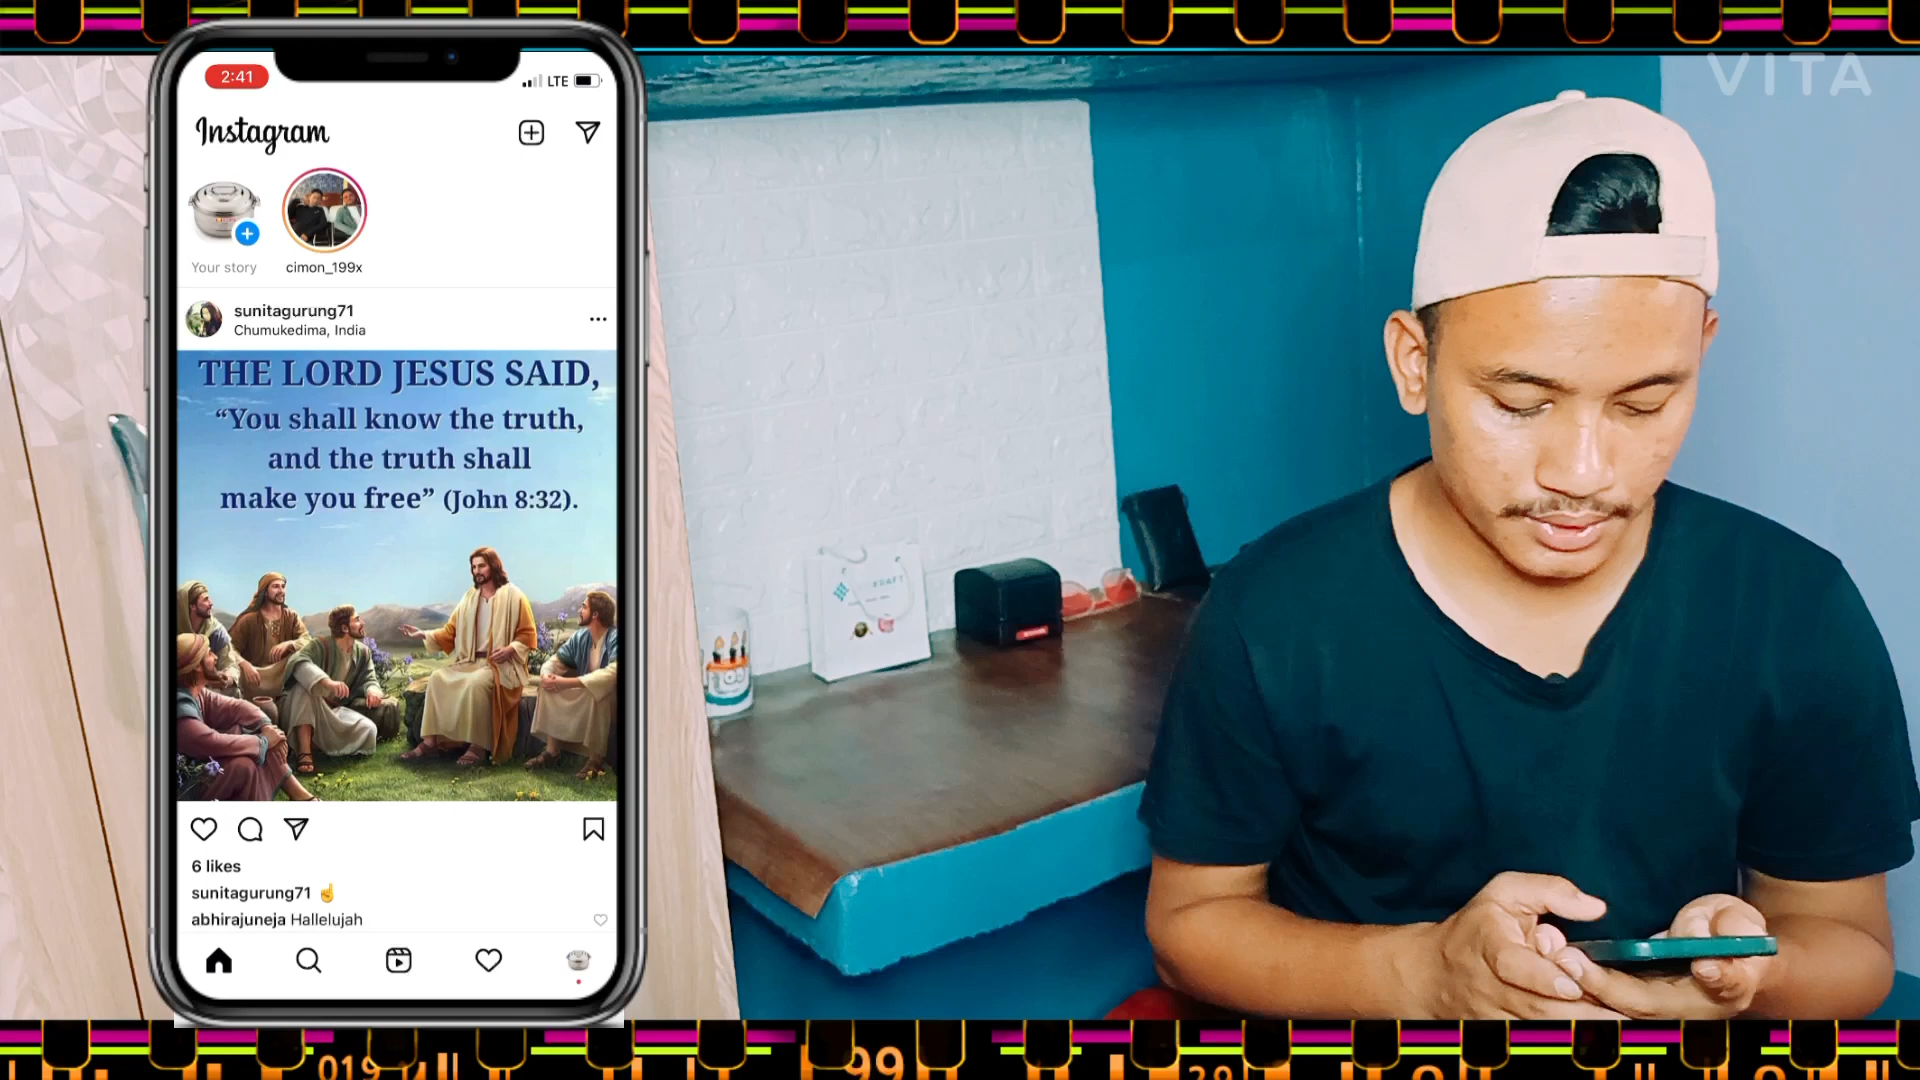 VITA
2:41
LTE
Instagram
Your story
cimon_199x
sunitagurung71
Chumukedima, India
THE LORD JESUS SAID,
“You shall know the truth,
and the truth shall
make you free” (John 8:32).
6 likes
sunitagurung71 ☝
abhirajuneja Hallelujah
99